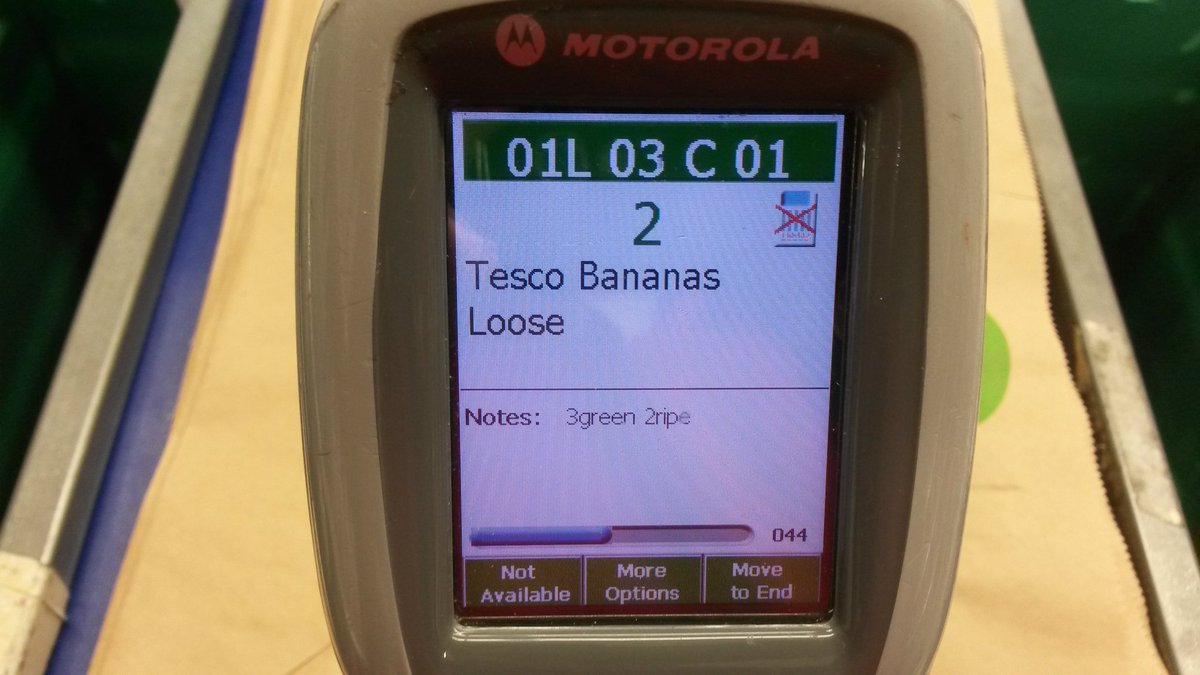 MOTOROLA
01L 03 C 01
2
Tesco Bananas
Loose
Notes: 3green 2ripe
044
Not
Available
More
Options
Move
to End